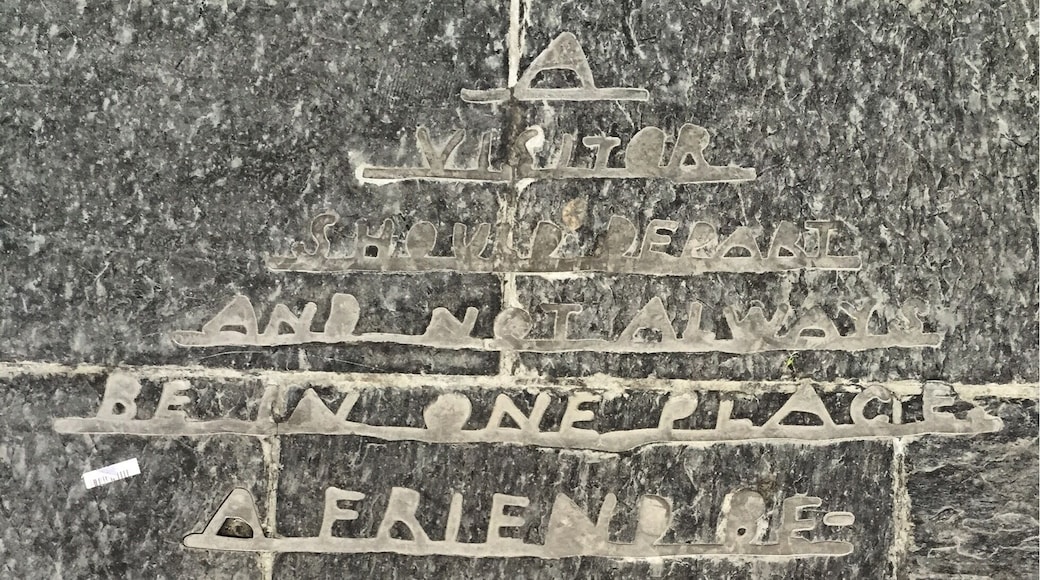 A
VISITOR
SHOULD DEPART
AND NOT ALWAYS
BE IN ONE PLACE.
A FRIEND BE-